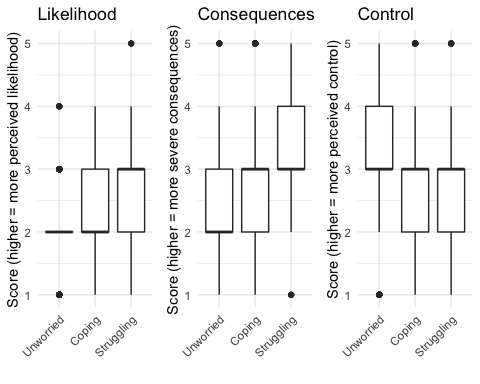 Likelihood
Score (higher = more perceived likelihood)
5
4
3
2
1
Unworried
Coping
Struggling
Consequences
Score (higher = more severe consequences)
5
4
3
2
1
Unworried
Coping
Struggling
Control
Score (higher = more perceived control)
5
4
3
2
1
Unworried
Coping
Struggling